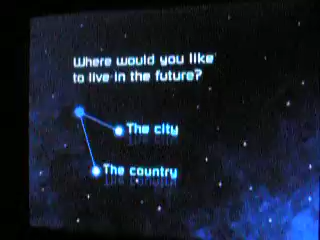 Where would you like
to live in the future?
The city
The country